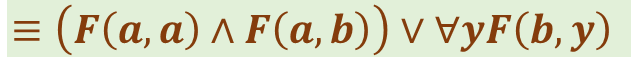 ≡ (F(a, a) ∧ F(a, b)) ∨ ∀yF(b, y)